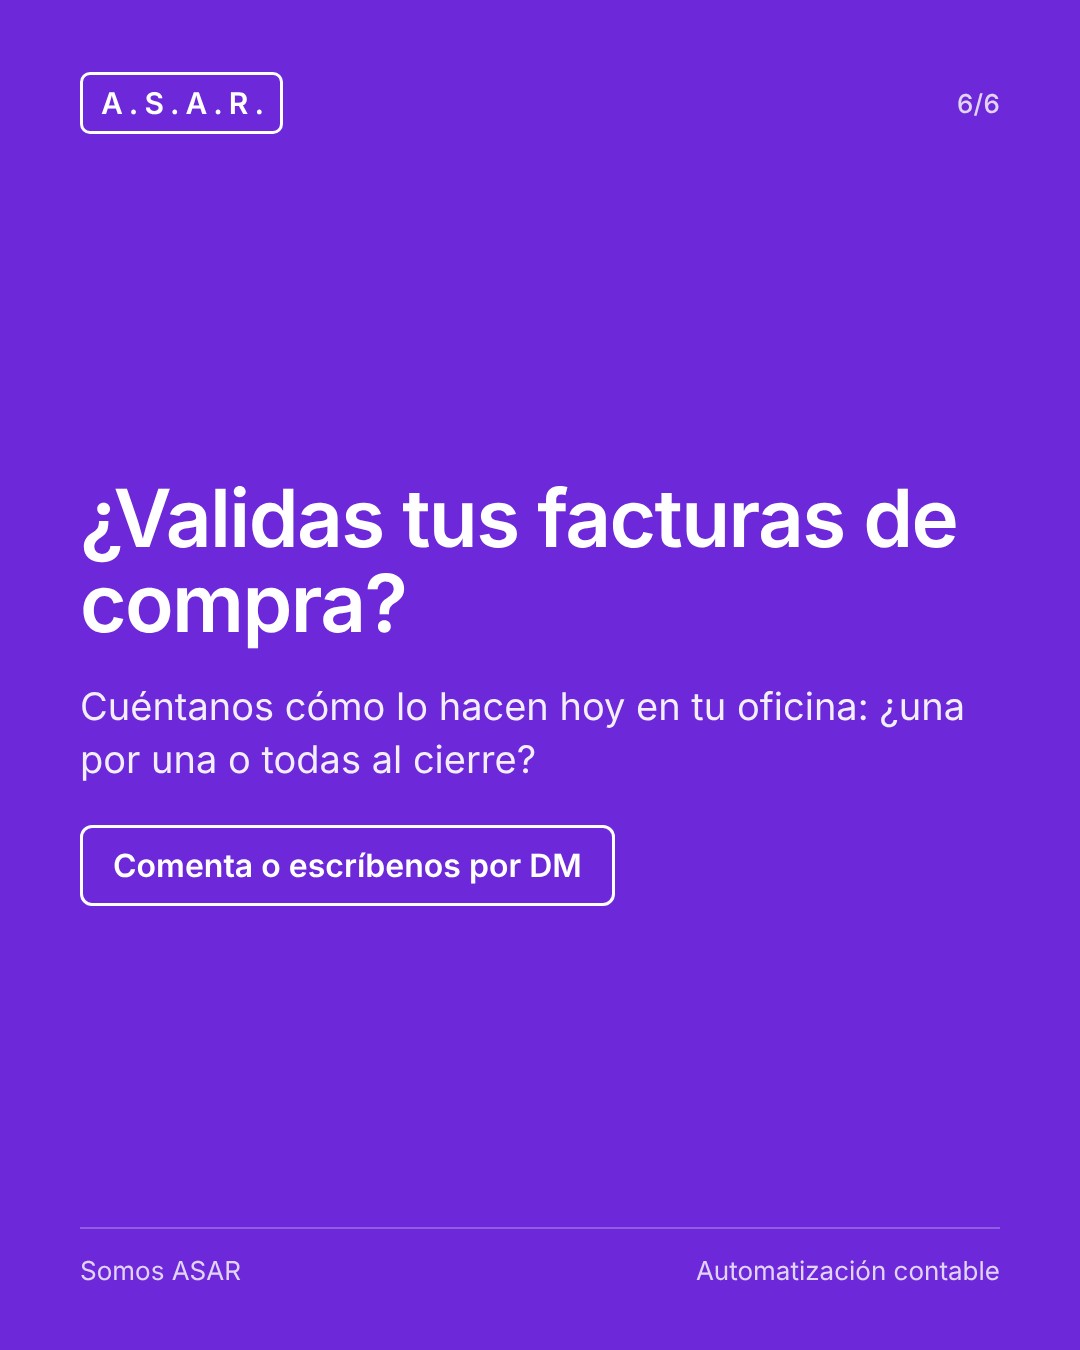 A.S.A.R.
6/6
¿Validas tus facturas de
compra?
Cuéntanos cómo lo hacen hoy en tu oficina: ¿una
por una o todas al cierre?
Comenta o escríbenos por DM
Somos ASAR
Automatización contable